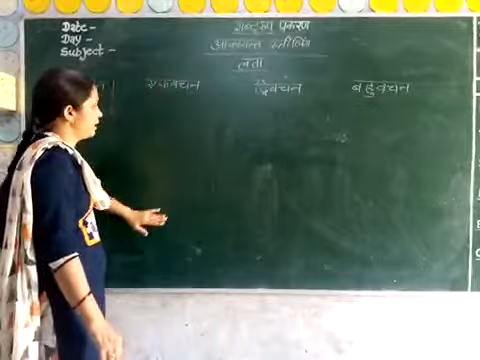 Date -
Day -
Subject -
शब्दरूप प्रकरण
आकारान्त स्त्रीलिंग
लता
एकवचन द्विवचन बहुवचन